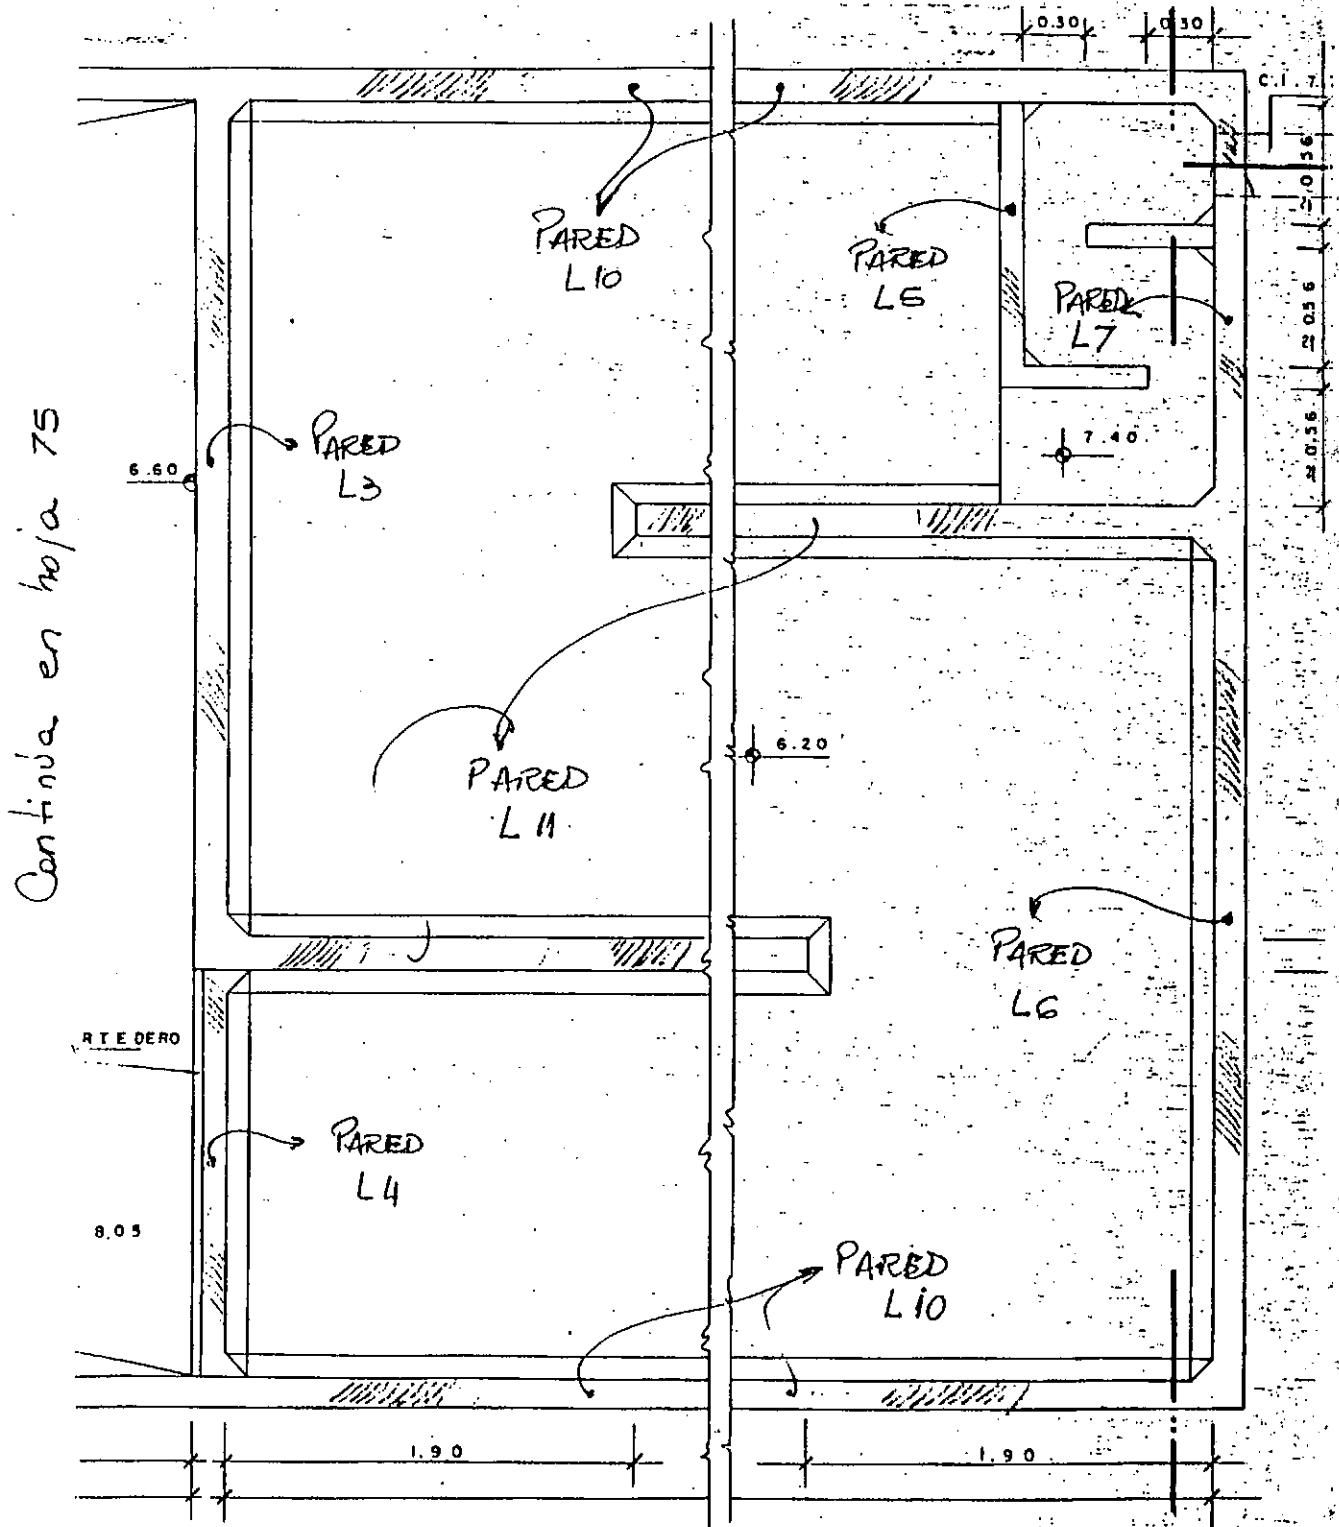 0.30
0.30
C.I.7.
PARED
L10
PARED
L5
PARED
L7
≈0.56
≈0.56
≈0.56
7.40
PARED
L3
6.60
Continúa en hoja 75
6.20
PARED
L11
PARED
L6
RTEDERO
PARED
L4
8.05
PARED
L10
1.90
1.90